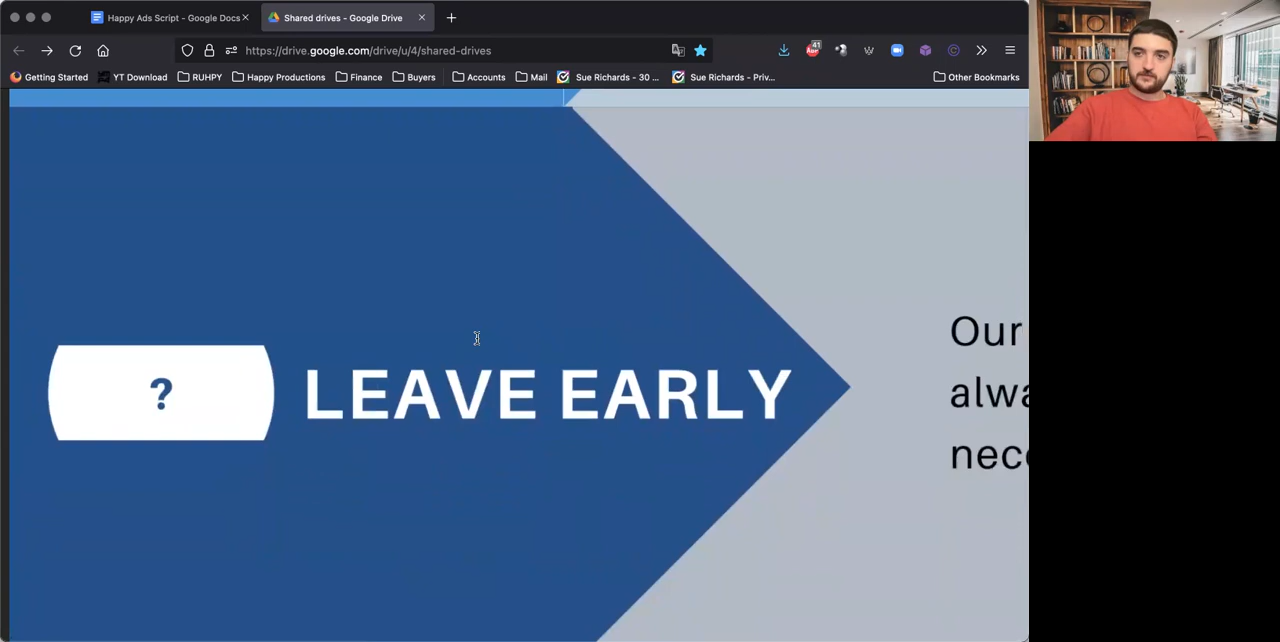 Happy Ads Script - Google Docs
Shared drives - Google Drive
https://drive.google.com/drive/u/4/shared-drives
41
Getting Started
YT Download
RUHPY
Happy Productions
Finance
Buyers
Accounts
Mail
Sue Richards - 30 ...
Sue Richards - Priv...
Other Bookmarks
? LEAVE EARLY
Our
alwa
nece